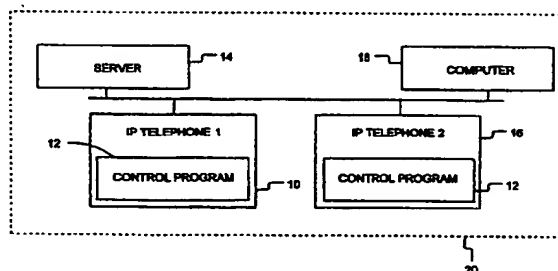 SERVER
14
18
COMPUTER
12
IP TELEPHONE 1
CONTROL PROGRAM
10
IP TELEPHONE 2
16
CONTROL PROGRAM
12
20